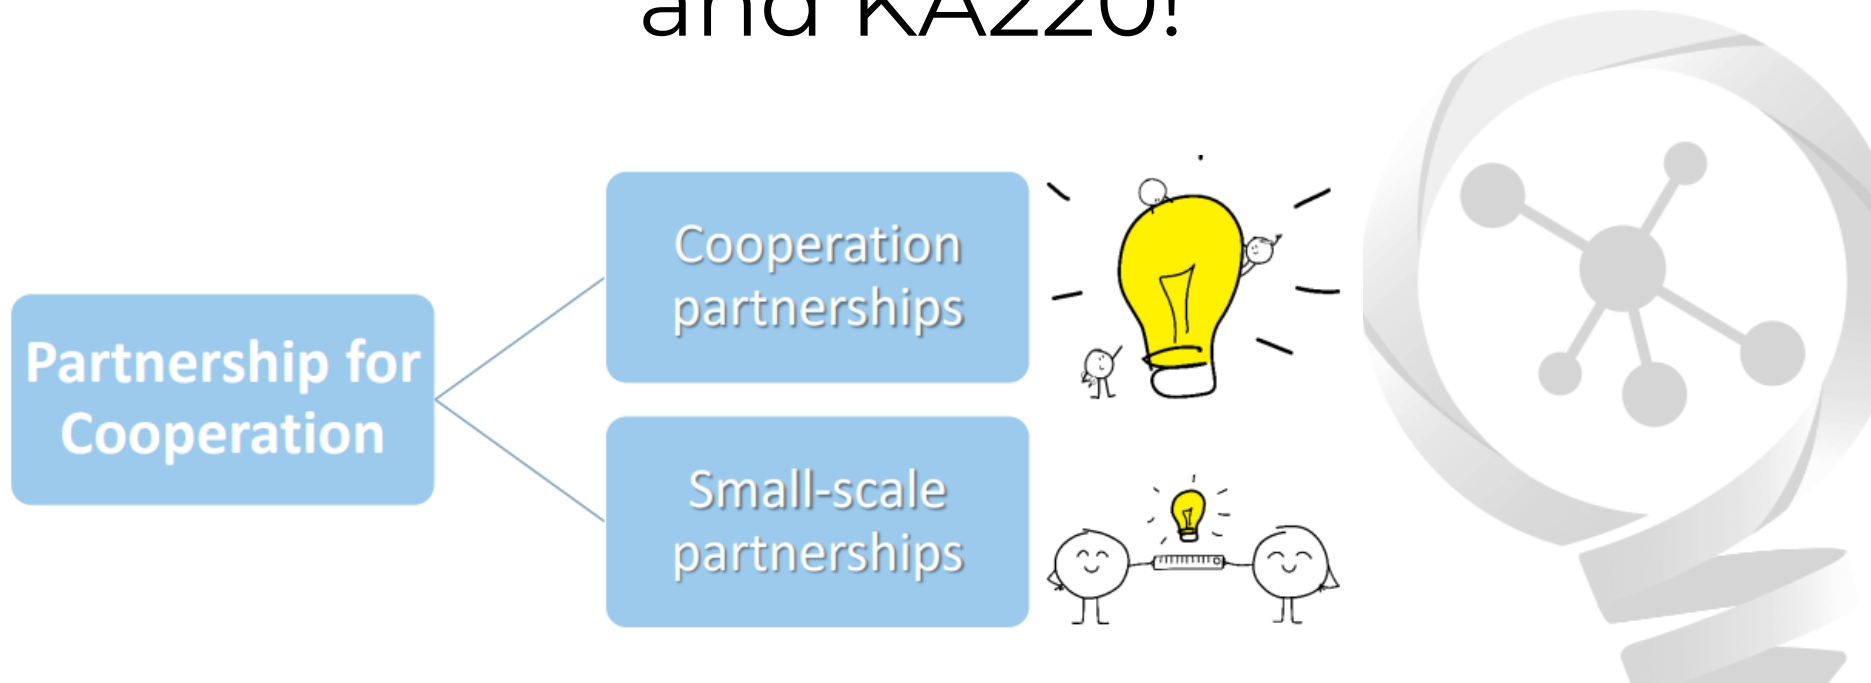 and KA220!
Cooperation
partnerships
Partnership for
Cooperation
Small-scale
partnerships